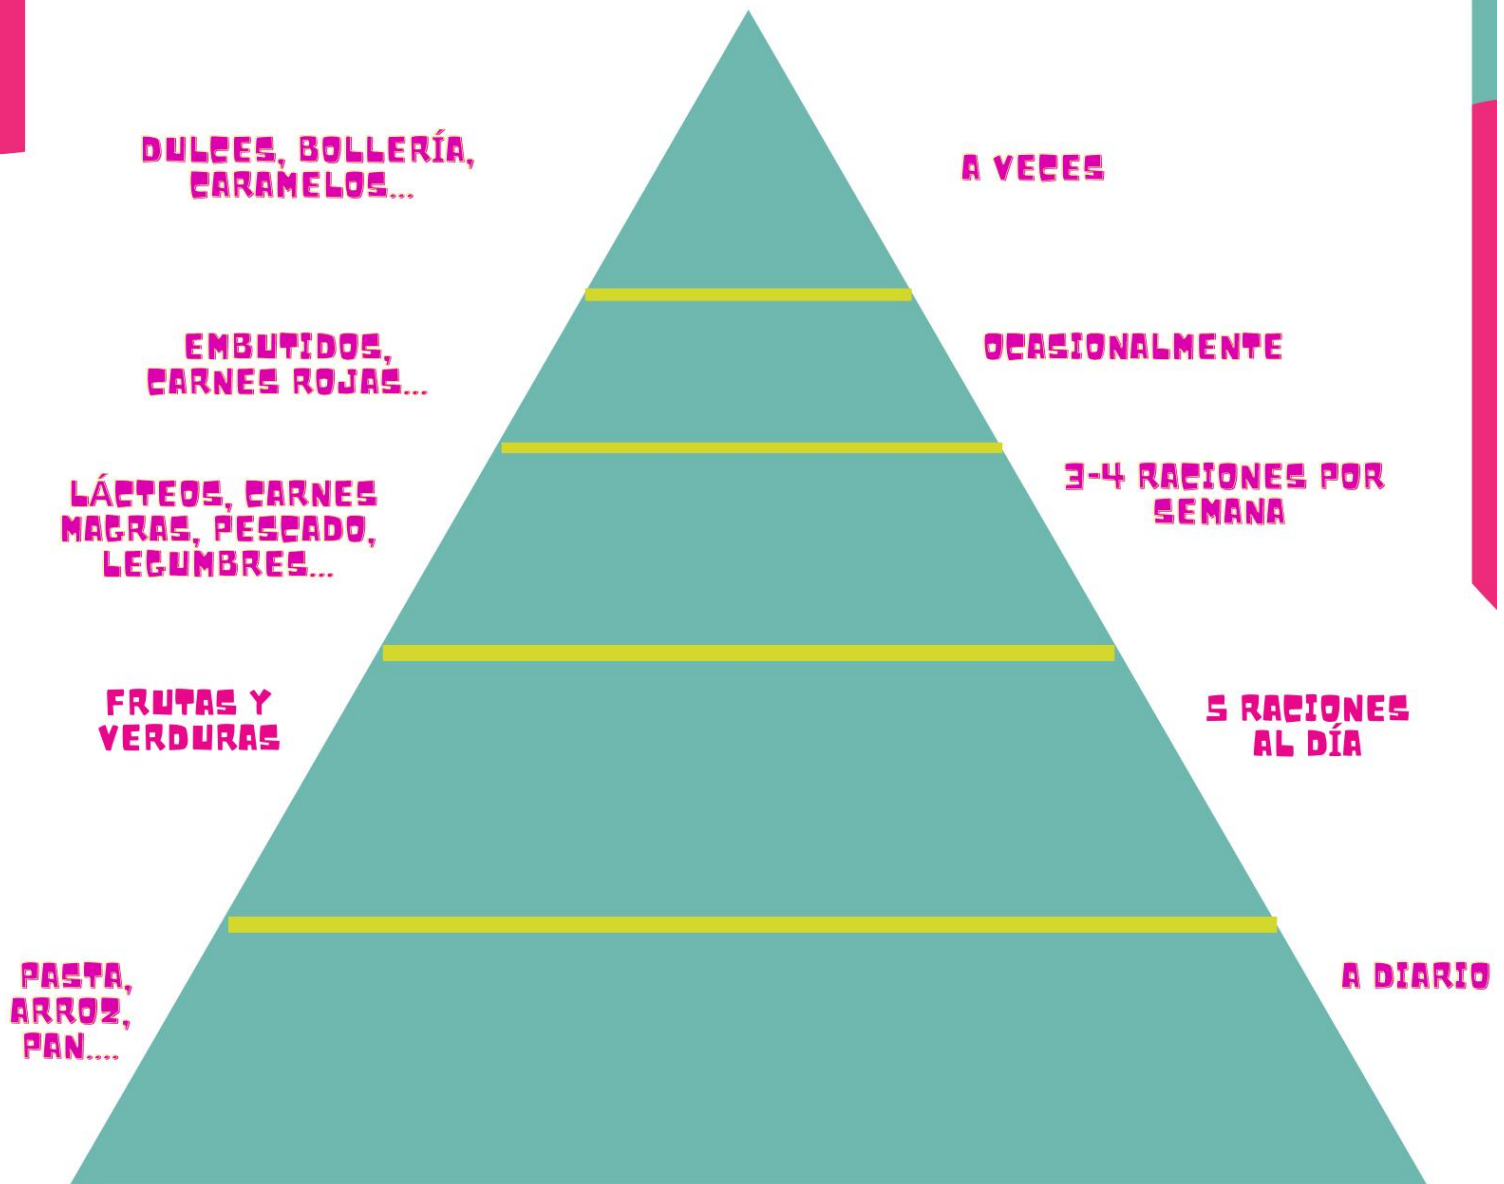 DULCES, BOLLERÍA,
CARAMELOS...
A VECES
EMBUTIDOS,
CARNES ROJAS...
OCASIONALMENTE
LÁCTEOS, CARNES
MAGRAS, PESCADO,
LEGUMBRES...
3-4 RACIONES POR
SEMANA
FRUTAS Y
VERDURAS
5 RACIONES
AL DÍA
PASTA,
ARROZ,
PAN....
A DIARIO